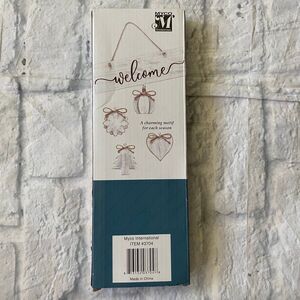 MYCO
welcome
A charming motif
for each season
Myco International
ITEM #3704
Made in China